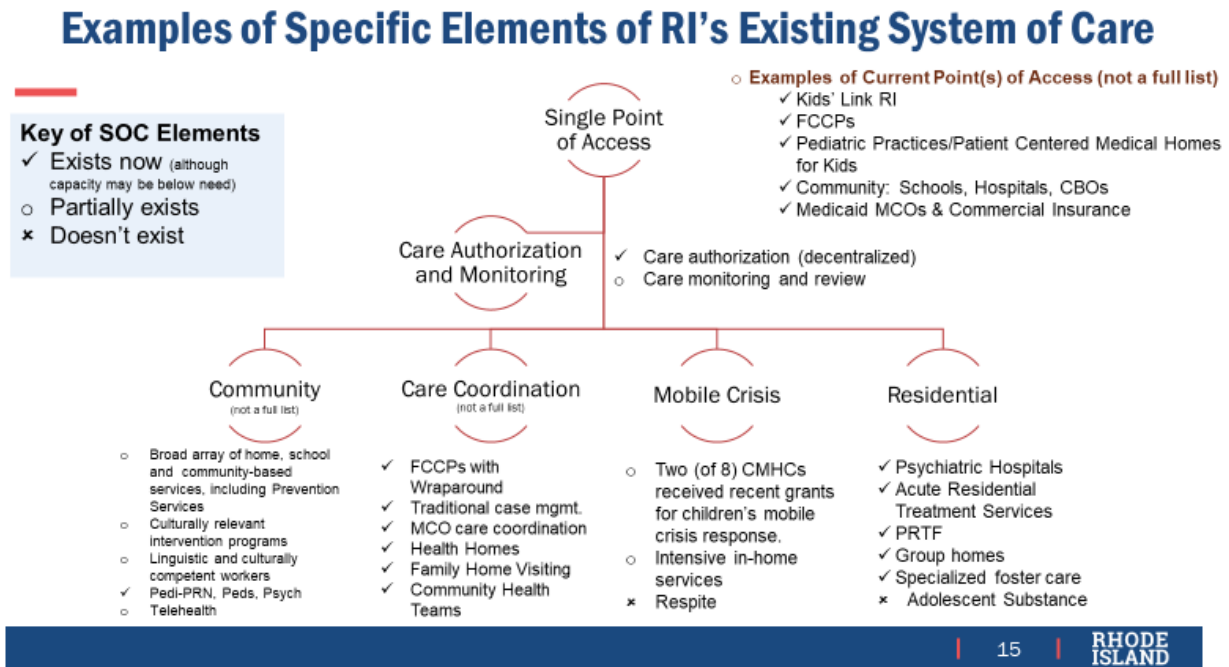 Examples of Specific Elements of RI's Existing System of Care
Key of SOC Elements
✓ Exists now (although
capacity may be below need)
o Partially exists
× Doesn't exist
Single Point
of Access
o Examples of Current Point(s) of Access (not a full list)
✓ Kids' Link RI
✓ FCCPs
✓ Pediatric Practices/Patient Centered Medical Homes
for Kids
✓ Community: Schools, Hospitals, CBOs
✓ Medicaid MCOs & Commercial Insurance
Care Authorization
and Monitoring
✓ Care authorization (decentralized)
o Care monitoring and review
Community
(not a full list)
o Broad array of home, school
and community-based
services, including Prevention
Services
o Culturally relevant
intervention programs
o Linguistic and culturally
competent workers
✓ Pedi-PRN, Peds, Psych
o Telehealth
Care Coordination
(not a full list)
✓ FCCPs with
Wraparound
✓ Traditional case mgmt.
✓ MCO care coordination
✓ Health Homes
✓ Family Home Visiting
✓ Community Health
Teams
Mobile Crisis
o Two (of 8) CMHCs
received recent grants
for children's mobile
crisis response.
o Intensive in-home
services
× Respite
Residential
✓ Psychiatric Hospitals
✓ Acute Residential
Treatment Services
✓ PRTF
✓ Group homes
✓ Specialized foster care
× Adolescent Substance
15
RHODE
ISLAND